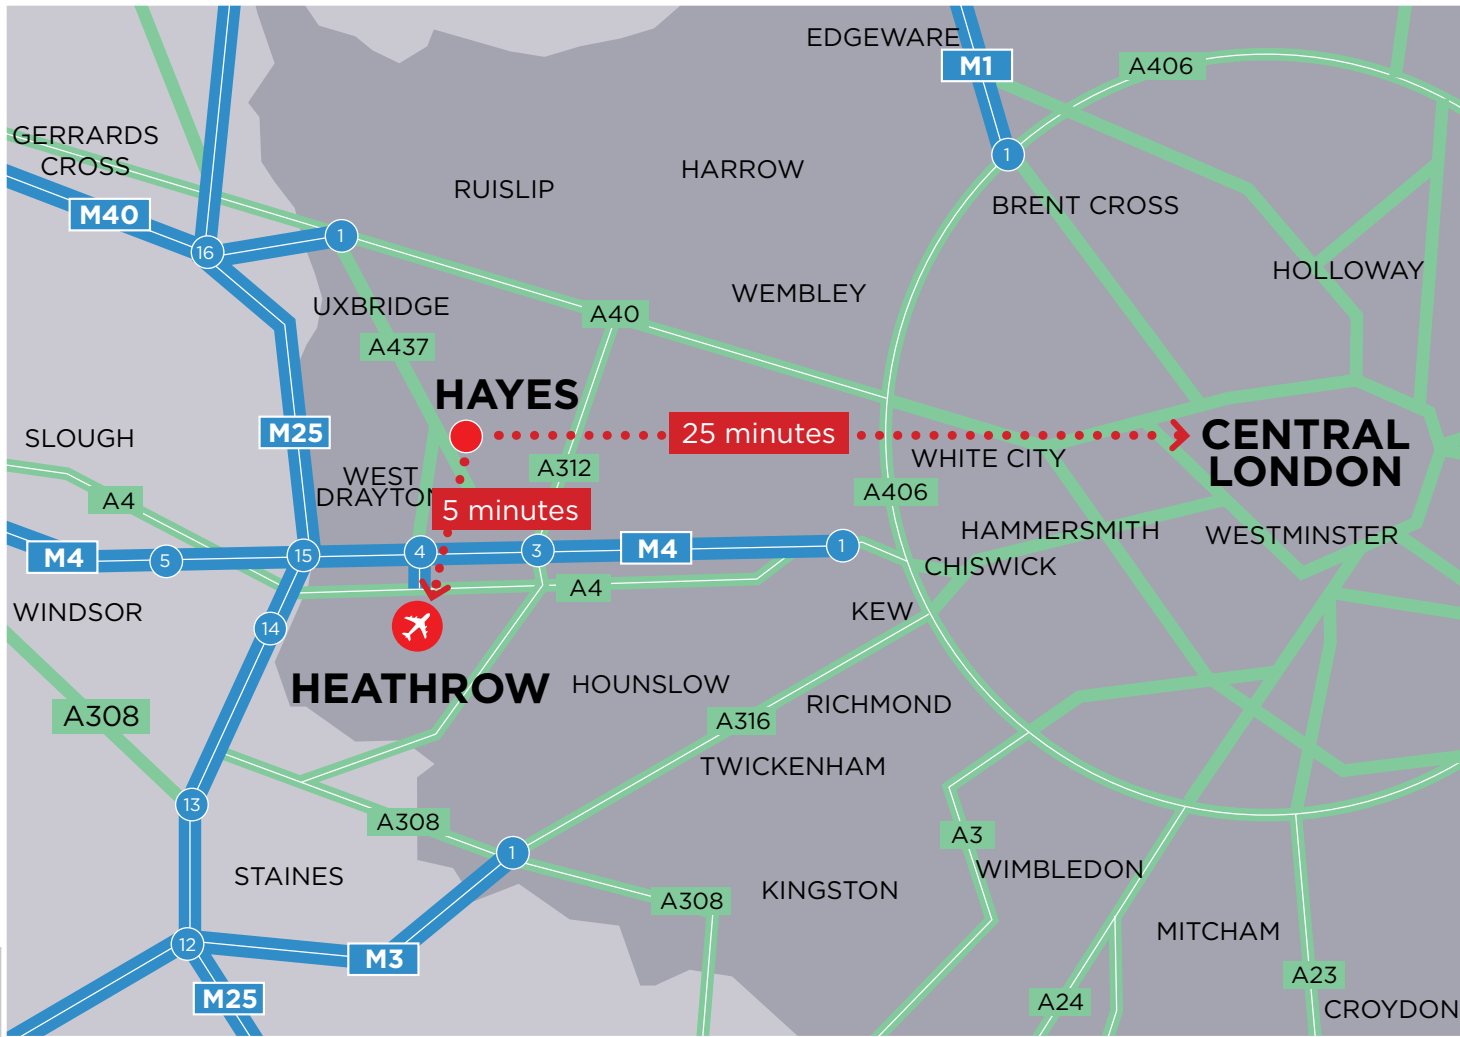 EDGEWARE
M1
A406
GERRARDS
CROSS
1
HARROW
RUISLIP
BRENT CROSS
M40
1
16
HOLLOWAY
WEMBLEY
UXBRIDGE
A40
A437
HAYES
M25
25 minutes
CENTRAL
LONDON
SLOUGH
WHITE CITY
A312
WEST
DRAYTON
A406
A4
5 minutes
HAMMERSMITH
WESTMINSTER
M4
5
15
4
3
M4
1
CHISWICK
A4
WINDSOR
KEW
14
HEATHROW
HOUNSLOW
RICHMOND
A308
A316
TWICKENHAM
13
A308
A3
1
WIMBLEDON
STAINES
KINGSTON
A308
MITCHAM
12
M3
A23
M25
A24
CROYDON